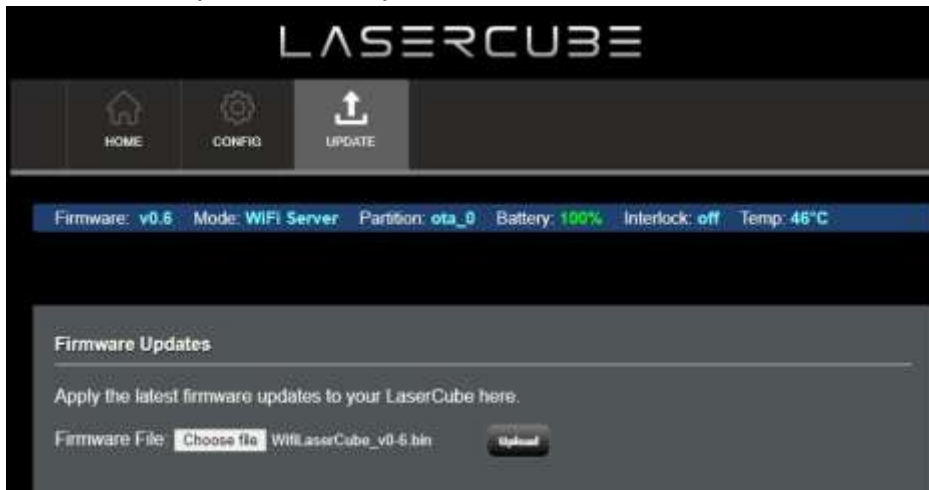 LASERCUBE
HOME CONFIG UPDATE
Firmware: v0.6 Mode: WiFi Server Partition: ota_0 Battery: 100% Interlock: off Temp: 46°C
Firmware Updates
Apply the latest firmware updates to your LaserCube here.
Firmware File: Choose file WifiLaserCube_v0-6.bin Upload